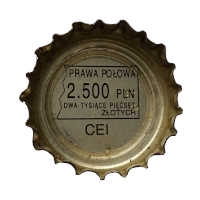 PRAWA POŁOWA
2.500 PLN
DWA TYSIĄCE PIĘĆSET
ZŁOTYCH
CEI